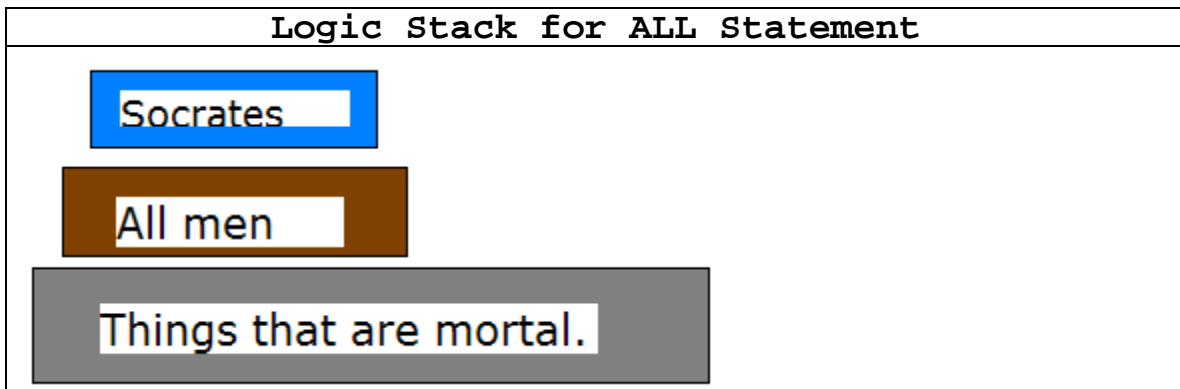 Logic Stack for ALL Statement
Socrates
All men
Things that are mortal.